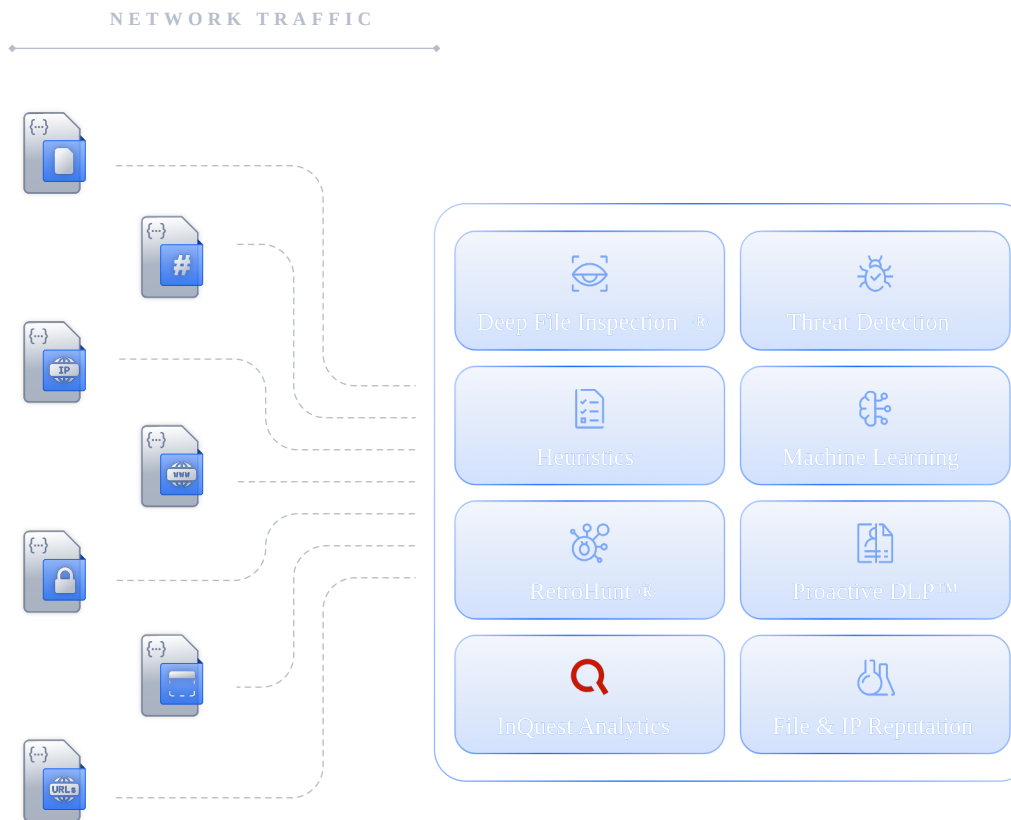 NETWORK TRAFFIC
{···}
{···}
#
Deep File Inspection ®
Threat Detection
{···}
IP
Heuristics
Machine Learning
{···}
www
{···}
RetroHunt ®
Proactive DLP™
{···}
InQuest Analytics
File & IP Reputation
{···}
URLs